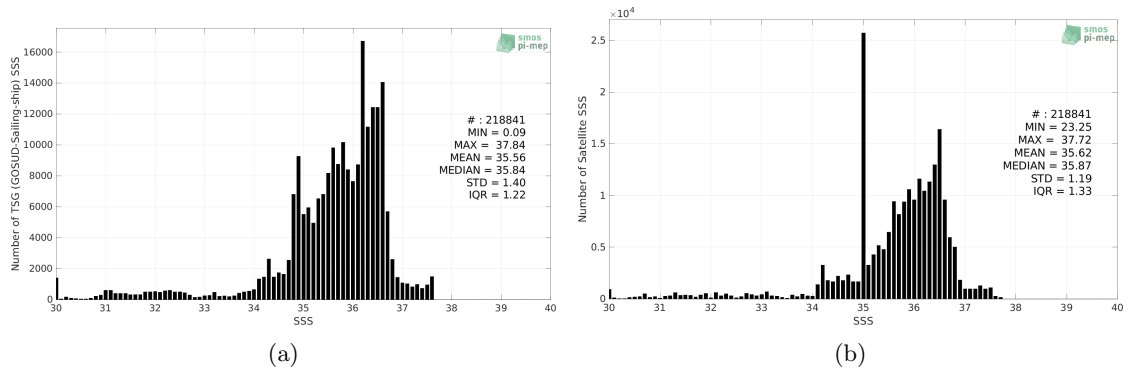 smos
pi-mep
Number of TSG (GOSUD-Sailing-ship) SSS
16000
14000
12000
10000
8000
6000
4000
2000
0
# : 218841
MIN = 0.09
MAX = 37.84
MEAN = 35.56
MEDIAN = 35.84
STD = 1.40
IQR = 1.22
30 31 32 33 34 35 36 37 38 39 40
SSS
(a)
×10⁴
smos
pi-mep
Number of Satellite SSS
2.5
2
1.5
1
0.5
0
# : 218841
MIN = 23.25
MAX = 37.72
MEAN = 35.62
MEDIAN = 35.87
STD = 1.19
IQR = 1.33
30 31 32 33 34 35 36 37 38 39 40
SSS
(b)